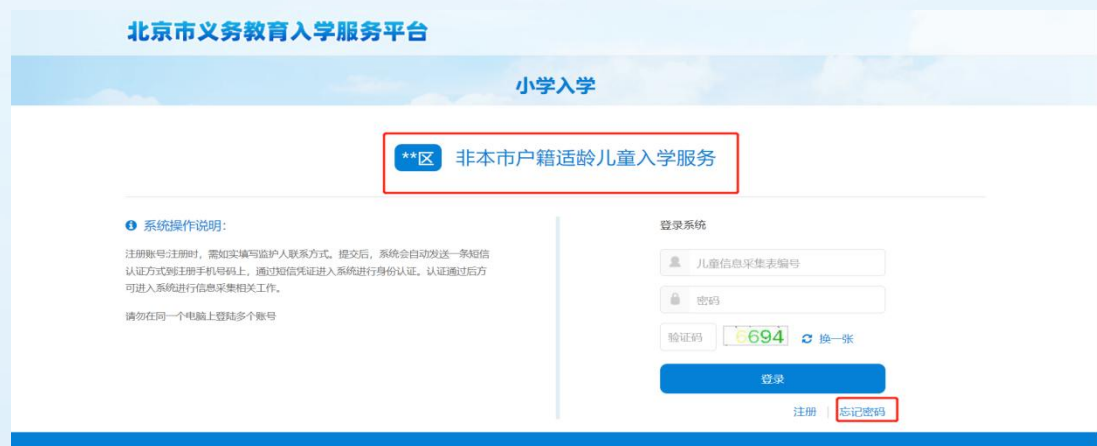 北京市义务教育入学服务平台
小学入学
**区 非本市户籍适龄儿童入学服务
系统操作说明：
注册账号:注册时，需如实填写监护人联系方式。提交后，系统会自动发送一条短信
认证方式到注册手机号码上，通过短信凭证进入系统进行身份认证。认证通过后方
可进入系统进行信息采集相关工作。
请勿在同一个电脑上登陆多个账号
登录系统
儿童信息采集表编号
密码
验证码 6694 换一张
登录
注册 | 忘记密码